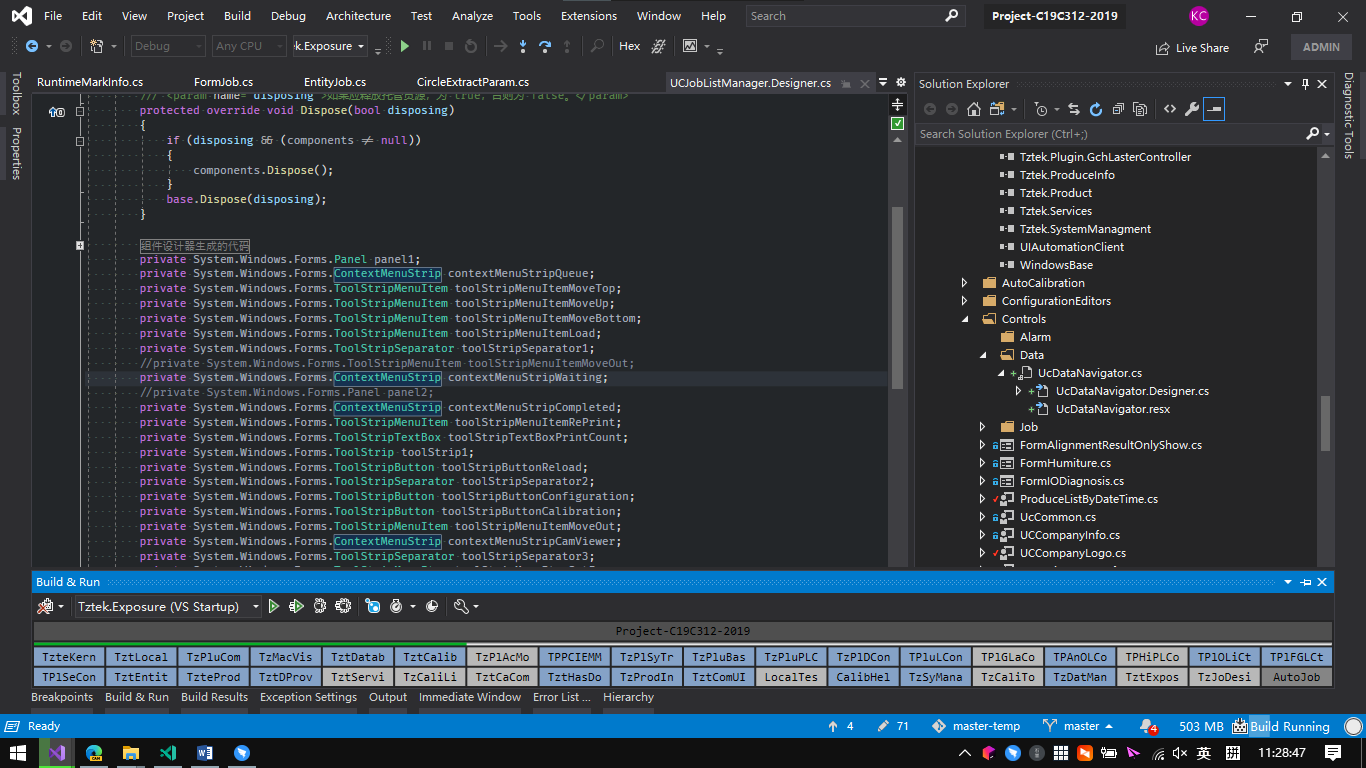 File Edit View Project Build Debug Architecture Test Analyze Tools Extensions Window Help Search Project-C19C312-2019 KC
Debug Any CPU k.Exposure Hex Live Share ADMIN
Toolbox
Properties
RuntimeMarkInfo.cs FormJob.cs EntityJob.cs CircleExtractParam.cs UCJobListManager.Designer.cs
/// <param name="disposing">如果应释放托管资源，为 true；否则为 false。</param>
protected override void Dispose(bool disposing)
{
if (disposing && (components != null))
{
components.Dispose();
}
base.Dispose(disposing);
}
组件设计器生成的代码
private System.Windows.Forms.Panel panel1;
private System.Windows.Forms.ContextMenuStrip contextMenuStripQueue;
private System.Windows.Forms.ToolStripMenuItem toolStripMenuItemMoveTop;
private System.Windows.Forms.ToolStripMenuItem toolStripMenuItemMoveUp;
private System.Windows.Forms.ToolStripMenuItem toolStripMenuItemMoveBottom;
private System.Windows.Forms.ToolStripMenuItem toolStripMenuItemLoad;
private System.Windows.Forms.ToolStripSeparator toolStripSeparator1;
//private System.Windows.Forms.ToolStripMenuItem toolStripMenuItemMoveOut;
private System.Windows.Forms.ContextMenuStrip contextMenuStripWaiting;
//private System.Windows.Forms.Panel panel2;
private System.Windows.Forms.ContextMenuStrip contextMenuStripCompleted;
private System.Windows.Forms.ToolStripMenuItem toolStripMenuItemRePrint;
private System.Windows.Forms.ToolStripTextBox toolStripTextBoxPrintCount;
private System.Windows.Forms.ToolStrip toolStrip1;
private System.Windows.Forms.ToolStripButton toolStripButtonReload;
private System.Windows.Forms.ToolStripSeparator toolStripSeparator2;
private System.Windows.Forms.ToolStripButton toolStripButtonConfiguration;
private System.Windows.Forms.ToolStripButton toolStripButtonCalibration;
private System.Windows.Forms.ToolStripMenuItem toolStripMenuItemMoveOut;
private System.Windows.Forms.ContextMenuStrip contextMenuStripCamViewer;
private System.Windows.Forms.ToolStripSeparator toolStripSeparator3;
Solution Explorer
Search Solution Explorer (Ctrl+;)
Tztek.Plugin.GchLasterController
Tztek.ProduceInfo
Tztek.Product
Tztek.Services
Tztek.SystemManagment
UIAutomationClient
WindowsBase
AutoCalibration
ConfigurationEditors
Controls
Alarm
Data
UcDataNavigator.cs
UcDataNavigator.Designer.cs
UcDataNavigator.resx
Job
FormAlignmentResultOnlyShow.cs
FormHumiture.cs
FormIODiagnosis.cs
ProduceListByDateTime.cs
UcCommon.cs
UCCompanyInfo.cs
UCCompanyLogo.cs
Diagnostic Tools
Build & Run
Tztek.Exposure (VS Startup)
Project-C19C312-2019
TzteKern TztLocal TzPluCom TzMacVis TztDatab TztCalib TzPlAcMo TPPCIEMM TzPlSyTr TzPluBas TzPluPLC TzPlDCon TPluLCon TPlGLaCo TPAnOLCo TPHiPLCo TPlOLiCt TPlFGLCt
TPlSeCon TztEntit TzteProd TztDProv TztServi TzCaliLi TztCaCom TztHasDo TzProdIn TztComUI LocalTes CalibHel TzSyMana TzCaliTo TzDatMan TztExpos TzJoDesi AutoJob
Breakpoints Build & Run Build Results Exception Settings Output Immediate Window Error List ... Hierarchy
Ready 4 71 master-temp master 4 503 MB Build Running
英 11:28:47